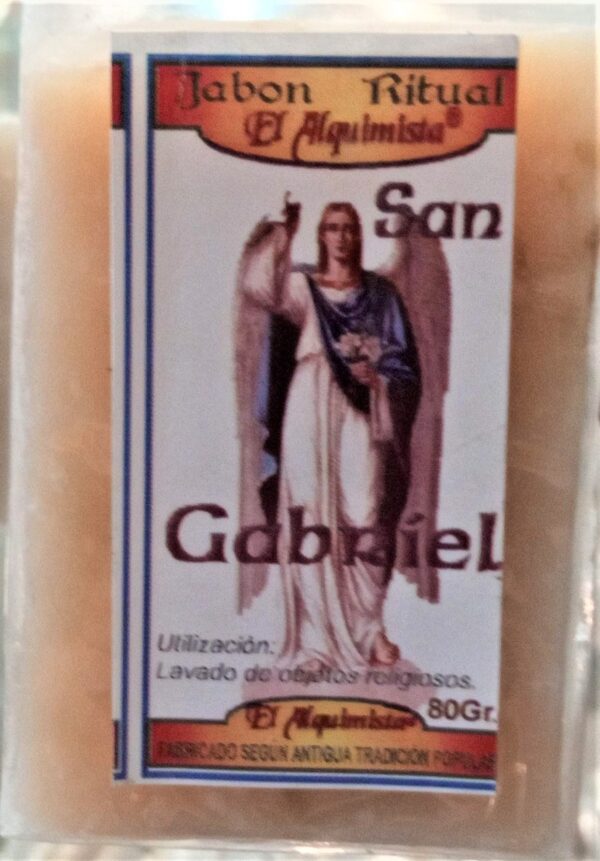 Jabon Ritual
El Alquimista®
San
Gabriel
Utilización:
Lavado de objetos religiosos.
80Gr.
El Alquimista®
FABRICADO SEGUN ANTIGUA TRADICION POPULAR